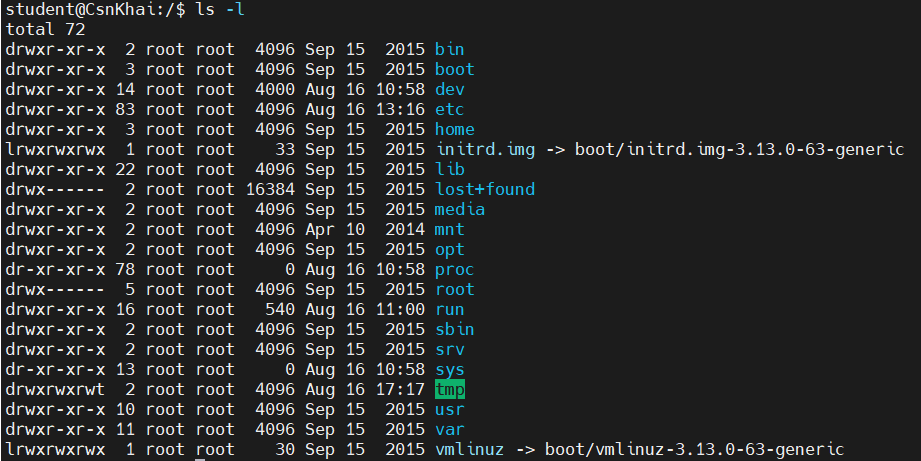 student@CsnKhai:/$ ls -l
total 72
drwxr-xr-x  2 root root  4096 Sep 15  2015 bin
drwxr-xr-x  3 root root  4096 Sep 15  2015 boot
drwxr-xr-x 14 root root  4000 Aug 16 10:58 dev
drwxr-xr-x 83 root root  4096 Aug 16 13:16 etc
drwxr-xr-x  3 root root  4096 Sep 15  2015 home
lrwxrwxrwx  1 root root    33 Sep 15  2015 initrd.img -> boot/initrd.img-3.13.0-63-generic
drwxr-xr-x 22 root root  4096 Sep 15  2015 lib
drwx------  2 root root 16384 Sep 15  2015 lost+found
drwxr-xr-x  2 root root  4096 Sep 15  2015 media
drwxr-xr-x  2 root root  4096 Apr 10  2014 mnt
drwxr-xr-x  2 root root  4096 Sep 15  2015 opt
dr-xr-xr-x 78 root root     0 Aug 16 10:58 proc
drwx------  5 root root  4096 Sep 15  2015 root
drwxr-xr-x 16 root root   540 Aug 16 11:00 run
drwxr-xr-x  2 root root  4096 Sep 15  2015 sbin
drwxr-xr-x  2 root root  4096 Sep 15  2015 srv
dr-xr-xr-x 13 root root     0 Aug 16 10:58 sys
drwxrwxrwt  2 root root  4096 Aug 16 17:17 tmp
drwxr-xr-x 10 root root  4096 Sep 15  2015 usr
drwxr-xr-x 11 root root  4096 Sep 15  2015 var
lrwxrwxrwx  1 root root    30 Sep 15  2015 vmlinuz -> boot/vmlinuz-3.13.0-63-generic